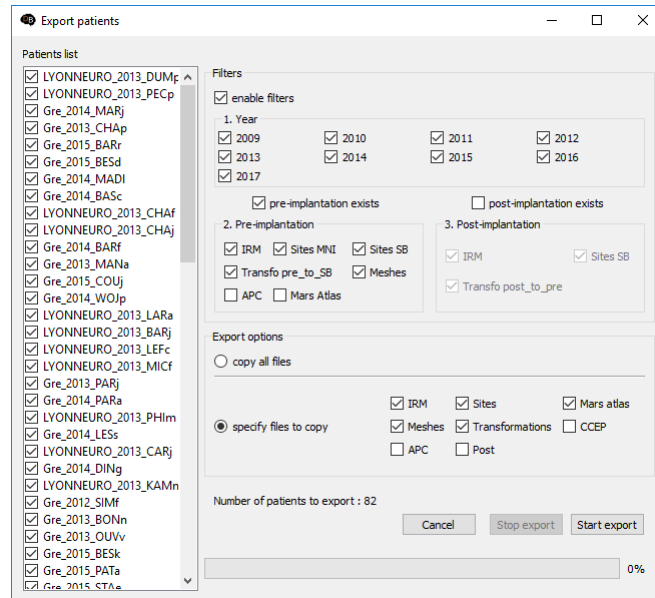 Export patients
Patients list
LYONNEURO_2013_DUMp
LYONNEURO_2013_PECp
Gre_2014_MARj
Gre_2013_CHAp
Gre_2015_BARr
Gre_2015_BESd
Gre_2014_MADl
Gre_2014_BASc
LYONNEURO_2013_CHAf
LYONNEURO_2013_CHAj
Gre_2014_BARf
Gre_2013_MANa
Gre_2015_COUj
Gre_2014_WOJp
LYONNEURO_2013_LARa
LYONNEURO_2013_BARj
LYONNEURO_2013_LEFc
LYONNEURO_2013_MICf
Gre_2013_PARj
Gre_2014_PARa
LYONNEURO_2013_PHIm
Gre_2014_LESs
LYONNEURO_2013_CARj
Gre_2014_DINg
LYONNEURO_2013_KAMn
Gre_2012_SIMf
Gre_2013_BONn
Gre_2013_OUVv
Gre_2015_BESk
Gre_2015_PATa
Gre_2015_STAe
Filters
enable filters
1. Year
2009 2010 2011 2012
2013 2014 2015 2016
2017
pre-implantation exists post-implantation exists
2. Pre-implantation
IRM Sites MNI Sites SB
Transfo pre_to_SB Meshes
APC Mars Atlas
3. Post-implantation
IRM Sites SB
Transfo post_to_pre
Export options
copy all files
specify files to copy
IRM Sites Mars atlas
Meshes Transformations CCEP
APC Post
Number of patients to export : 82
Cancel Stop export Start export
0%